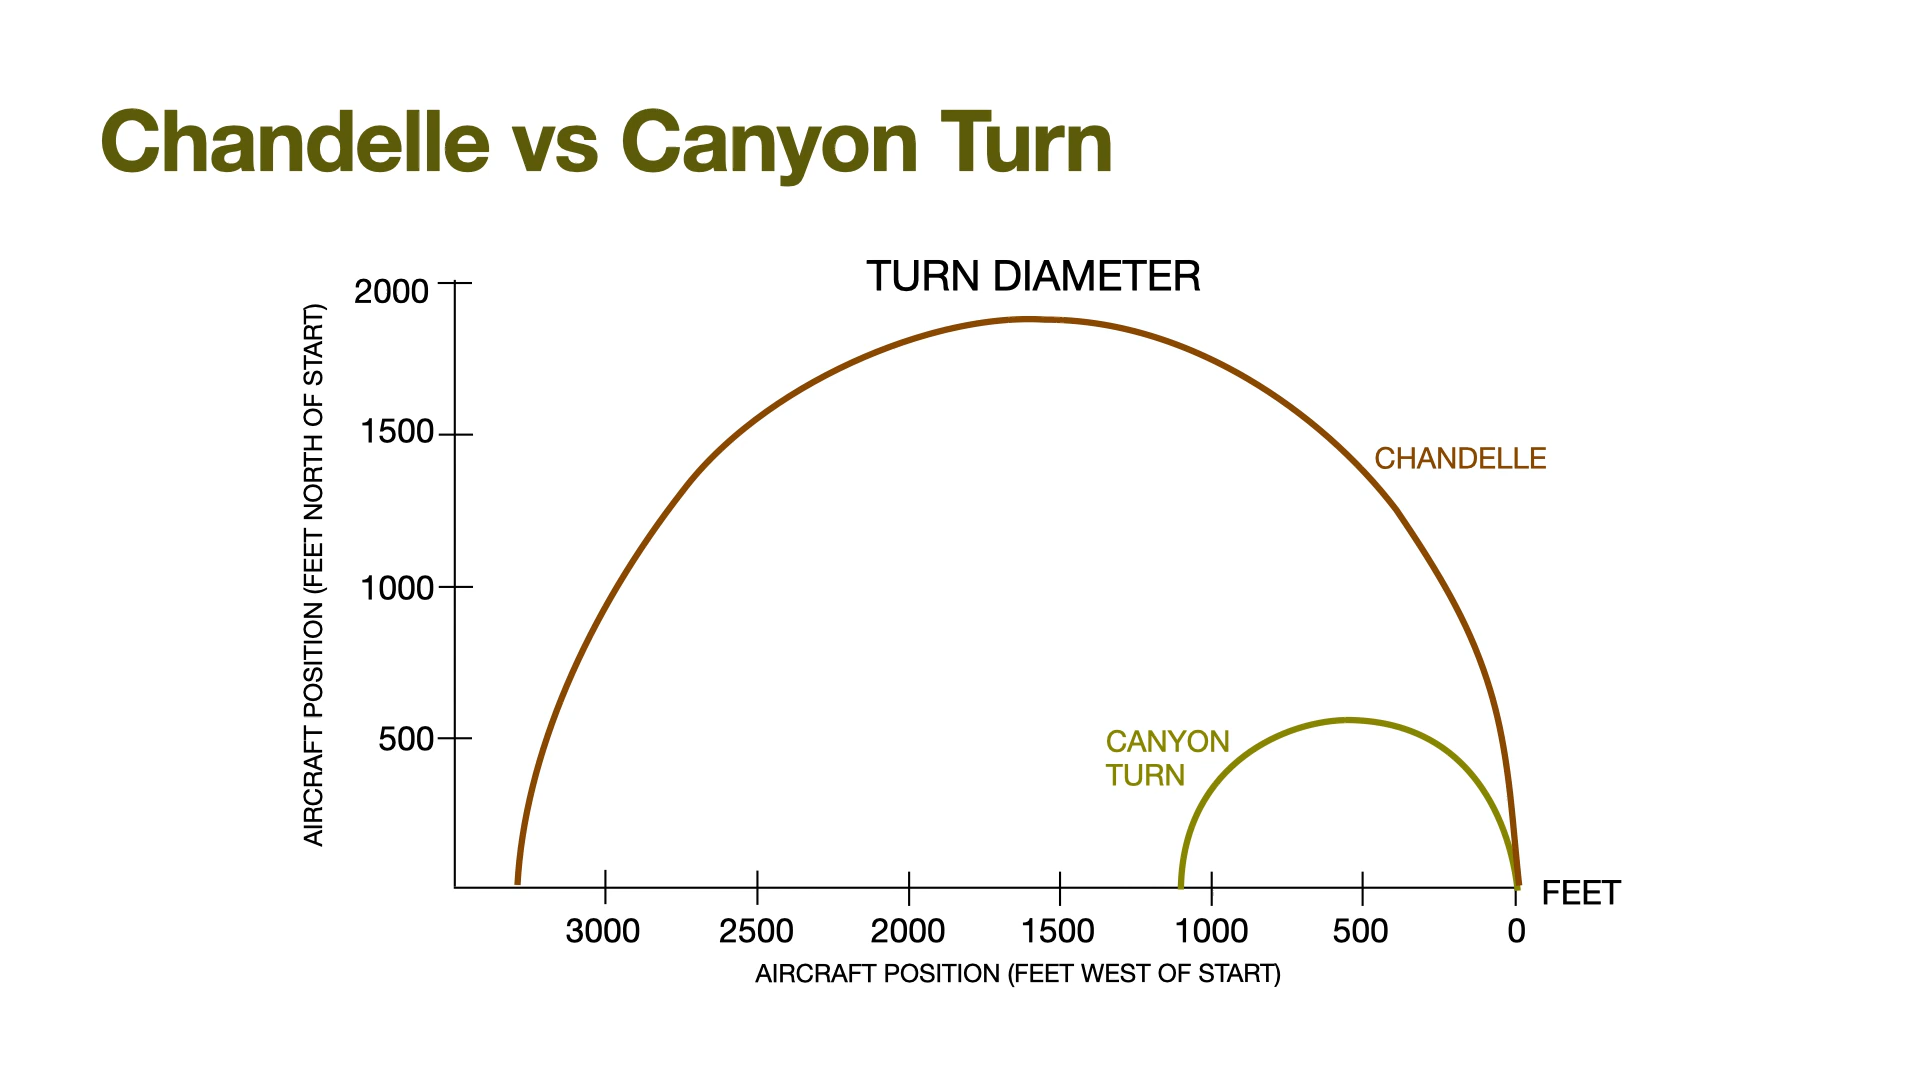 Chandelle vs Canyon Turn
TURN DIAMETER
2000
1500
1000
500
AIRCRAFT POSITION (FEET NORTH OF START)
CHANDELLE
CANYON
TURN
FEET
3000
2500
2000
1500
1000
500
0
AIRCRAFT POSITION (FEET WEST OF START)